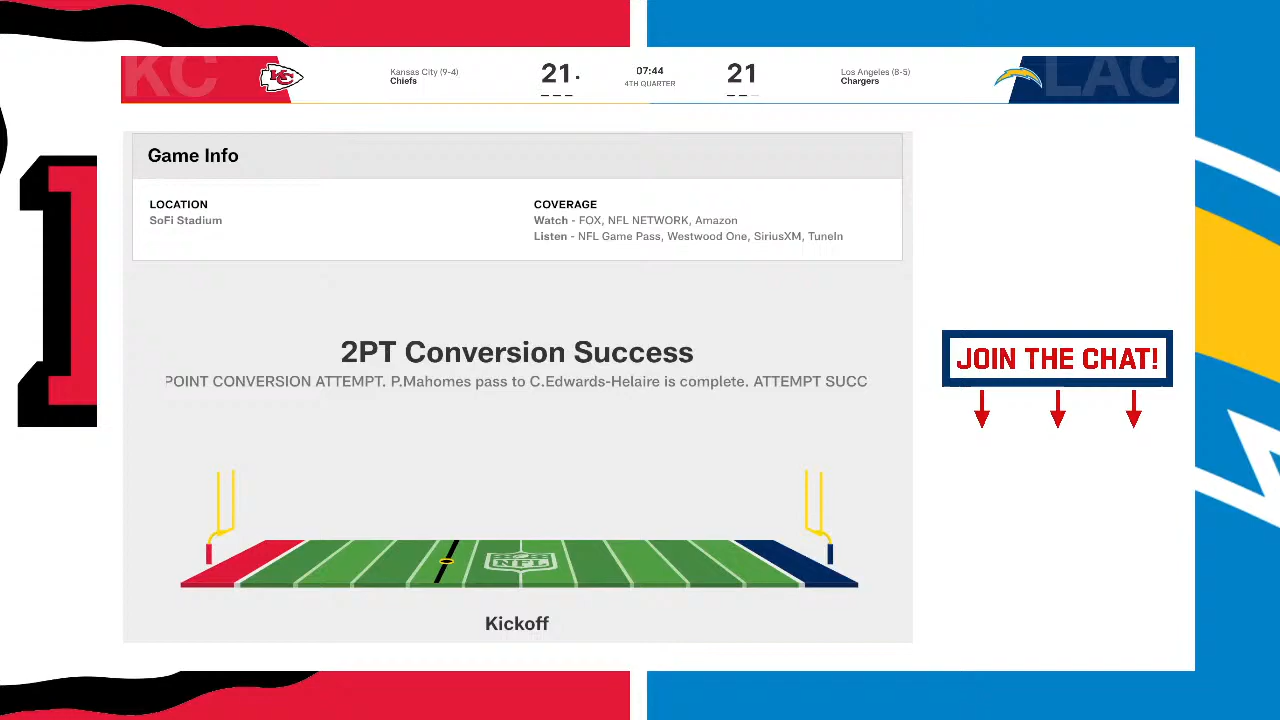 KC
KC
Kansas City (9-4)
Chiefs
21
07:44
4TH QUARTER
21
Los Angeles (8-5)
Chargers
LAC
Game Info
LOCATION
SoFi Stadium
COVERAGE
Watch - FOX, NFL NETWORK, Amazon
Listen - NFL Game Pass, Westwood One, SiriusXM, TuneIn
2PT Conversion Success
POINT CONVERSION ATTEMPT. P.Mahomes pass to C.Edwards-Helaire is complete. ATTEMPT SUCC
JOIN THE CHAT!
NFL
Kickoff